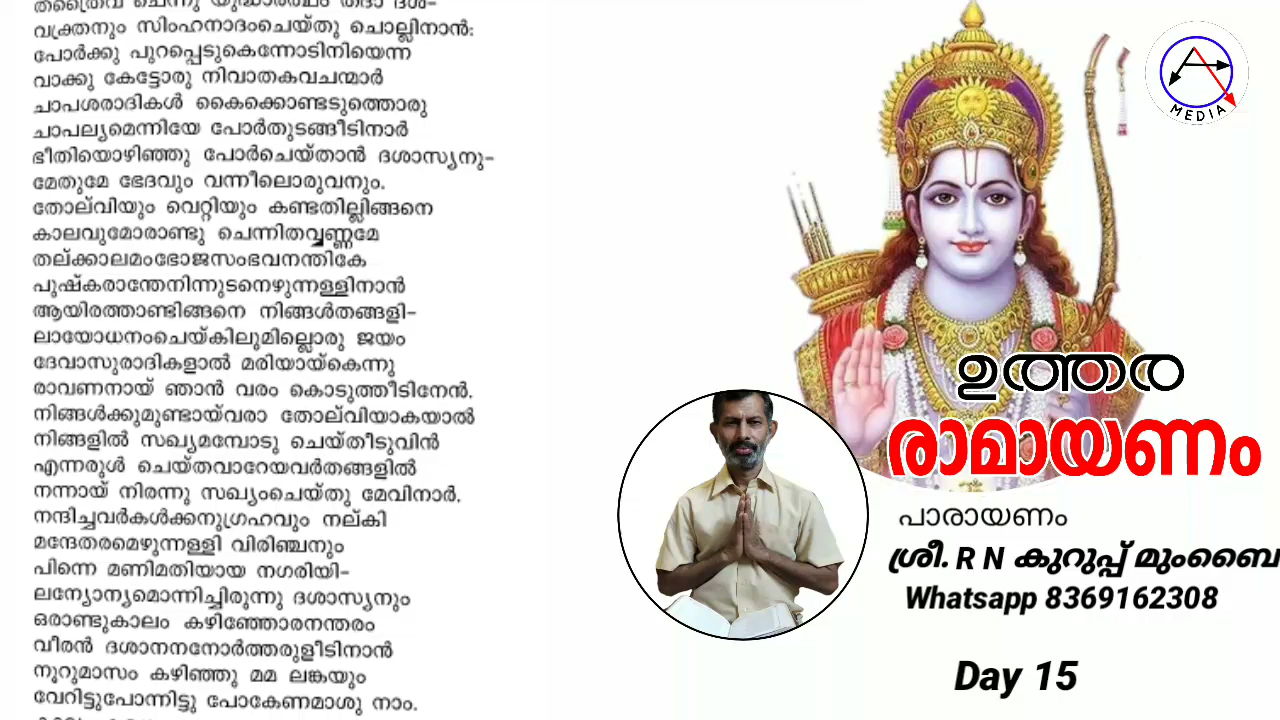 തത്രൈവ ചെന്നു യുദ്ധാർത്ഥം തദാ ദശ-
വക്ത്രനും സിംഹനാദംചെയ്തു ചൊല്ലിനാൻ:
പോർക്കു പുറപ്പെടുകെന്നോടിനിയെന്ന
വാക്കു കേട്ടോരു നിവാതകവചന്മാർ
ചാപശരാദികൾ കൈക്കൊണ്ടടുത്തൊരു
ചാപല്യമെന്നിയേ പോർതുടങ്ങീടിനാർ
ഭീതിയൊഴിഞ്ഞു പോർചെയ്താൻ ദശാസ്യനു-
മേതുമേ ഭേദവും വന്നീലൊരുവനും.
തോല്‌വിയും വെറ്റിയും കണ്ടതില്ലിങ്ങനെ
കാലവുമോരാണ്ടു ചെന്നിതവ്വണ്ണമേ
തല്ക്കാലമംഭോജസംഭവനന്തികേ
പുഷ്കരാന്തേനിന്നുടനെഴുന്നള്ളിനാൻ
ആയിരത്താണ്ടിങ്ങനെ നിങ്ങൾതങ്ങളി-
ലായോധനംചെയ്കിലുമില്ലൊരു ജയം
ദേവാസുരാദികളാൽ മരിയായ്കെന്നു
രാവണനായ് ഞാൻ വരം കൊടുത്തീടിനേൻ.
നിങ്ങൾക്കുമുണ്ടായ്‌വരാ തോല്‌വിയാകയാൽ
നിങ്ങളിൽ സഖ്യമമ്പോടു ചെയ്തീടുവിൻ
എന്നരുൾ ചെയ്തവാറേയവർതങ്ങളിൽ
നന്നായ് നിരന്നു സഖ്യംചെയ്തു മേവിനാർ.
നന്ദിച്ചവർകൾക്കനുഗ്രഹവും നല്കി
മന്ദേതരമെഴുന്നള്ളി വിരിഞ്ചനും
പിന്നെ മണിമതിയായ നഗരിയി-
ലന്യോന്യമൊന്നിച്ചിരുന്നു ദശാസ്യനും
ഒരാണ്ടുകാലം കഴിഞ്ഞോരനന്തരം
വീരൻ ദശാനനനോർത്തരുളീടിനാൻ
നൂറുമാസം കഴിഞ്ഞു മമ ലങ്കയും
വേറിട്ടുപോന്നിട്ടു പോകേണമാശു നാം.
MEDIA
ഉത്തര
രാമായണം
പാരായണം
ശ്രീ. R N കുറുപ്പ് മുംബൈ
Whatsapp 8369162308
Day 15